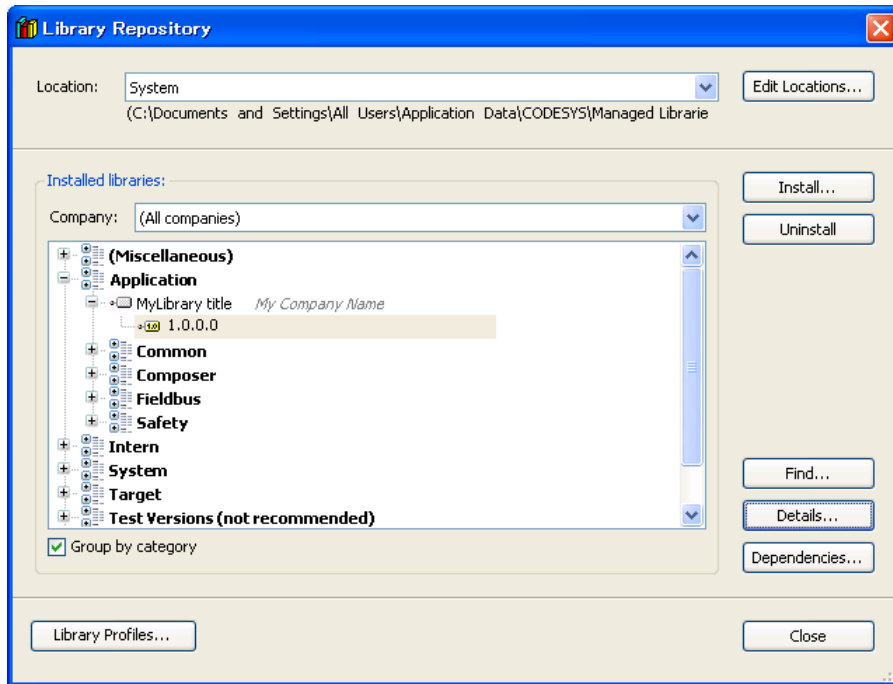 Library Repository
Location: System Edit Locations...
(C:\Documents and Settings\All Users\Application Data\CODESYS\Managed Librarie
Installed libraries:
Install...
Company: (All companies)
Uninstall
(Miscellaneous)
Application
MyLibrary title My Company Name
1.0 1.0.0.0
Common
Composer
Fieldbus
Safety
Intern
System
Find...
Target
Details...
Test Versions (not recommended)
Group by category
Dependencies...
Library Profiles... Close